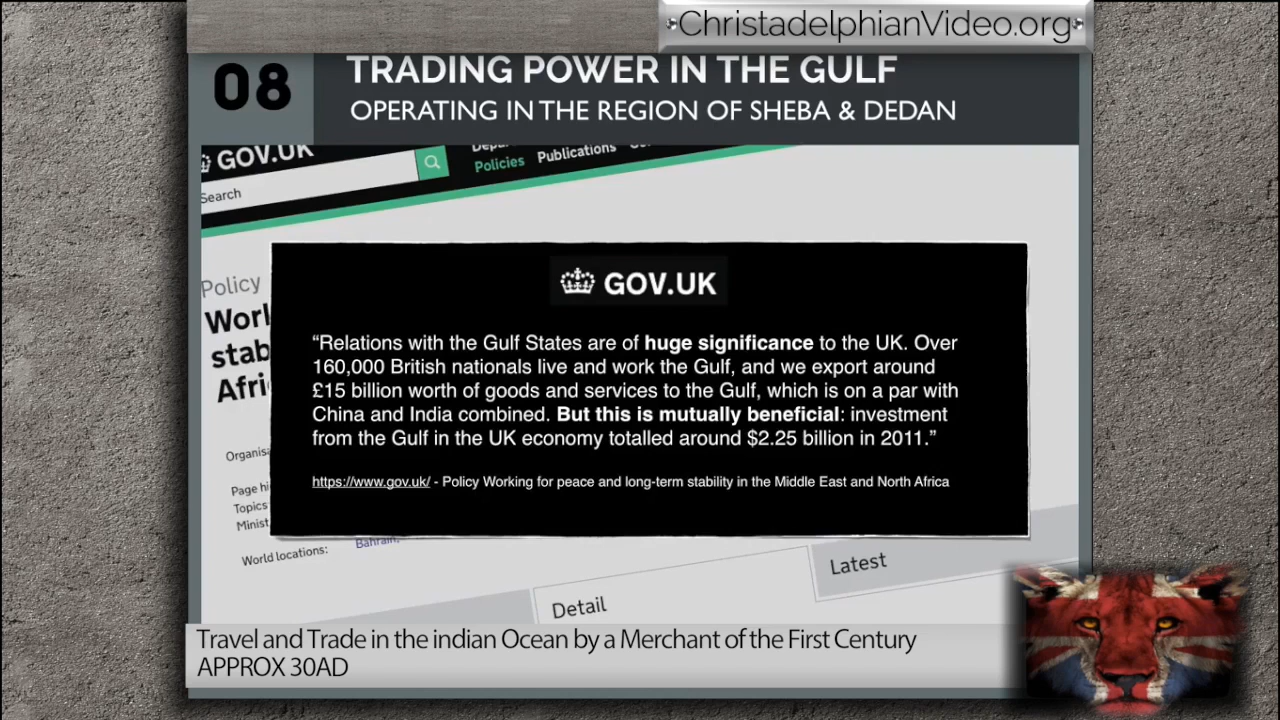 ChristadelphianVideo.org
08
TRADING POWER IN THE GULF
OPERATING IN THE REGION OF SHEBA & DEDAN
GOV.UK
Search
Policies
Publications
Policy
GOV.UK
“Relations with the Gulf States are of huge significance to the UK. Over
160,000 British nationals live and work the Gulf, and we export around
£15 billion worth of goods and services to the Gulf, which is on a par with
China and India combined. But this is mutually beneficial: investment
from the Gulf in the UK economy totalled around $2.25 billion in 2011.”
https://www.gov.uk/ - Policy Working for peace and long-term stability in the Middle East and North Africa
Page
Topics
World locations:
Bahrain,
Detail
Latest
Travel and Trade in the indian Ocean by a Merchant of the First Century
APPROX 30AD